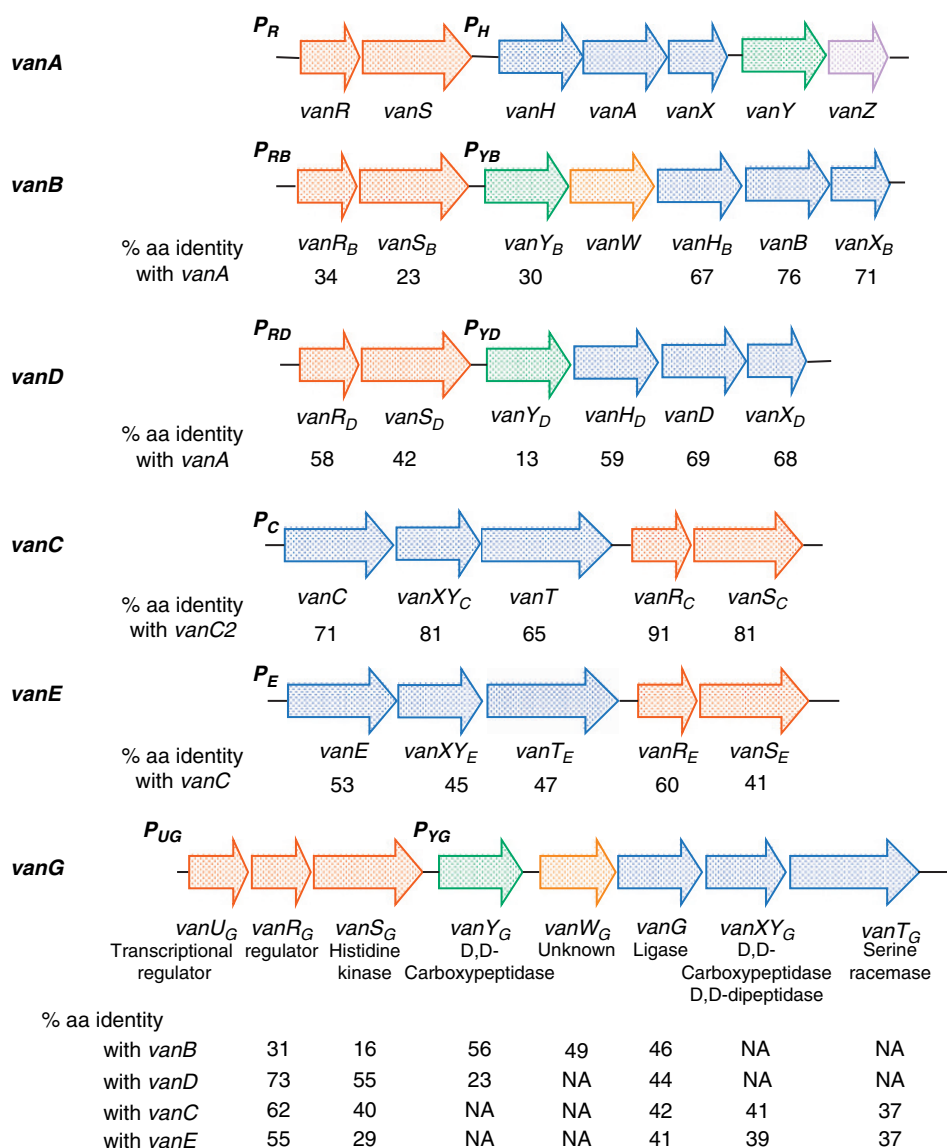 P_R P_H
vanA
vanR vanS vanH vanA vanX vanY vanZ
P_RB P_YB
vanB
% aa identity with vanA
vanR_B vanS_B vanY_B vanW vanH_B vanB vanX_B
34 23 30 67 76 71
P_RD P_YD
vanD
vanR_D vanS_D vanY_D vanH_D vanD vanX_D
% aa identity with vanA
58 42 13 59 69 68
P_C
vanC
vanC vanXY_C vanT vanR_C vanS_C
% aa identity with vanC2
71 81 65 91 81
P_E
vanE
vanE vanXY_E vanT_E vanR_E vanS_E
% aa identity with vanC
53 45 47 60 41
P_UG P_YG
vanG
vanU_G vanR_G vanS_G vanY_G vanW_G vanG vanXY_G vanT_G
Transcriptional regulator regulator Histidine kinase D,D-Carboxypeptidase Unknown Ligase D,D-Carboxypeptidase D,D-dipeptidase Serine racemase
% aa identity
with vanB 31 16 56 49 46 NA NA
with vanD 73 55 23 NA 44 NA NA
with vanC 62 40 NA NA 42 41 37
with vanE 55 29 NA NA 41 39 37